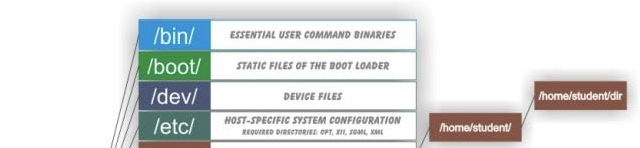 /bin/ ESSENTIAL USER COMMAND BINARIES
/boot/ STATIC FILES OF THE BOOT LOADER
/dev/ DEVICE FILES
/home/student/dir
/etc/ HOST-SPECIFIC SYSTEM CONFIGURATION
REQUIRED DIRECTORIES: OPT, XII, SGML, XML
/home/student/